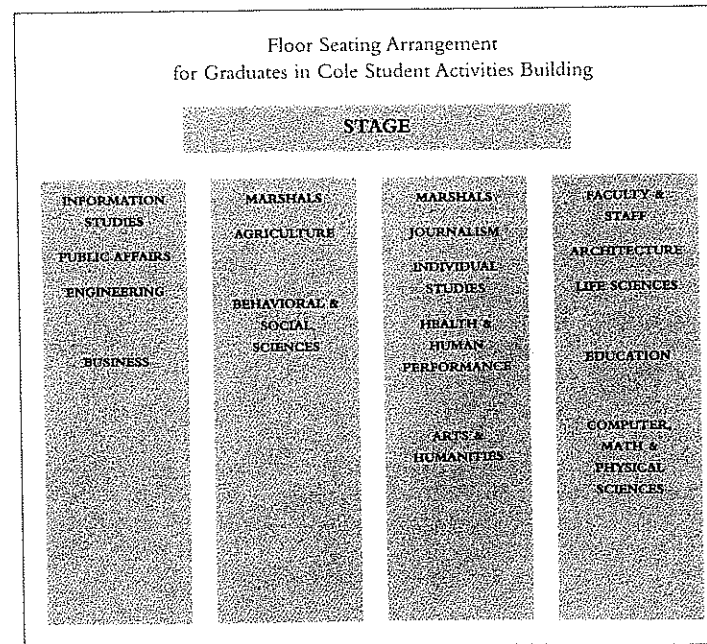 Floor Seating Arrangement
for Graduates in Cole Student Activities Building
STAGE
INFORMATION
STUDIES
PUBLIC AFFAIRS
ENGINEERING
BUSINESS
MARSHALS
AGRICULTURE
BEHAVIORAL &
SOCIAL
SCIENCES
MARSHALS
JOURNALISM
INDIVIDUAL
STUDIES
HEALTH &
HUMAN
PERFORMANCE
ARTS &
HUMANITIES
FACULTY &
STAFF
ARCHITECTURE
LIFE SCIENCES
EDUCATION
COMPUTER,
MATH &
PHYSICAL
SCIENCES